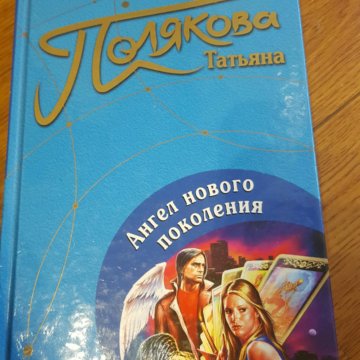 Полякова
Татьяна
Ангел нового
поколения